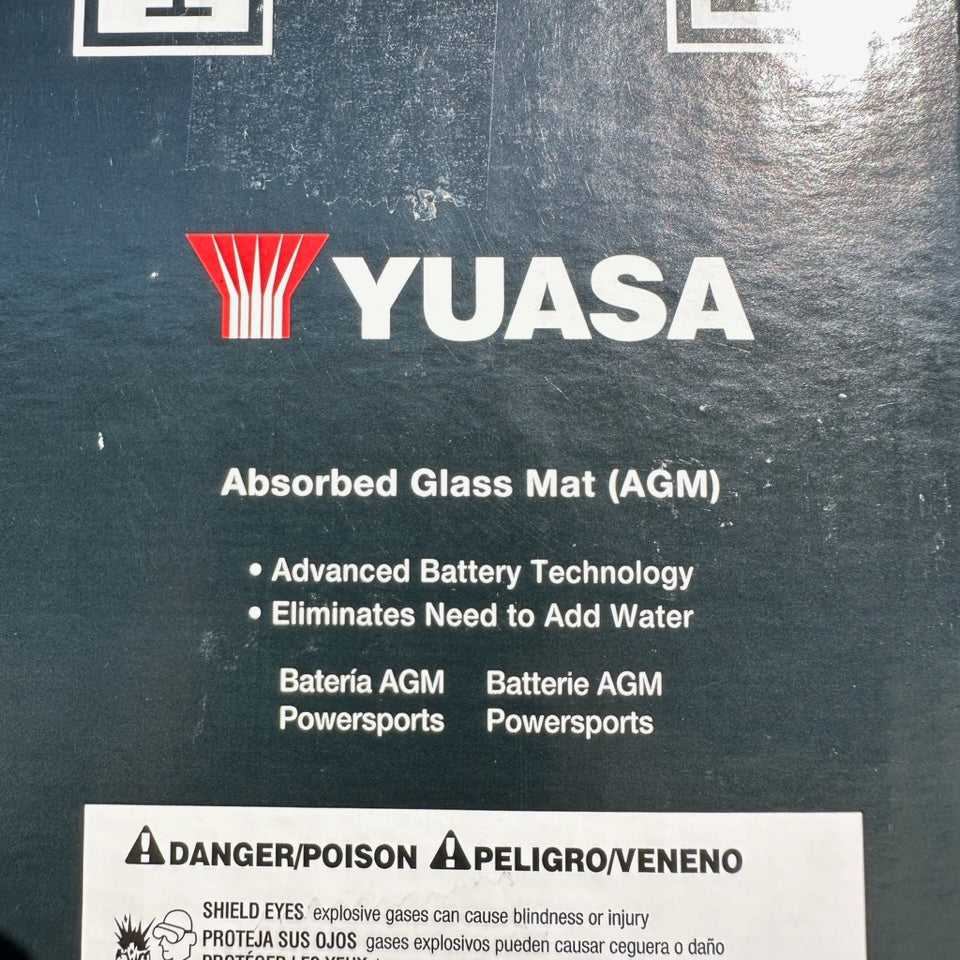 YUASA
Absorbed Glass Mat (AGM)
• Advanced Battery Technology
• Eliminates Need to Add Water
Batería AGM Batterie AGM
Powersports Powersports
DANGER/POISON PELIGRO/VENENO
SHIELD EYES explosive gases can cause blindness or injury
PROTEJA SUS OJOS gases explosivos pueden causar ceguera o daño